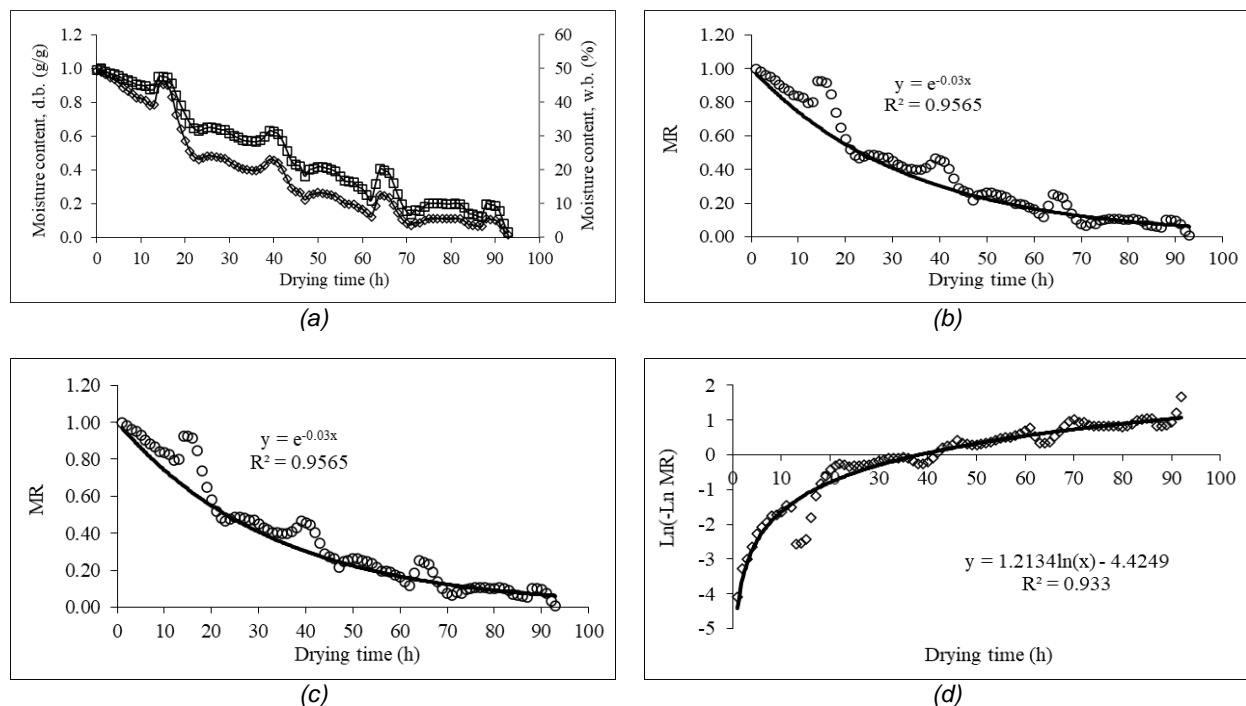 1.2
1.0
0.8
0.6
0.4
0.2
0.0
Moisture content, d.b. (g/g)
60
50
40
30
20
10
0
Moisture content, w.b. (%)
0 10 20 30 40 50 60 70 80 90 100
Drying time (h)
(a)
1.20
1.00
0.80
0.60
0.40
0.20
0.00
MR
y = e^-0.03x
R² = 0.9565
0 10 20 30 40 50 60 70 80 90 100
Drying time (h)
(b)
1.20
1.00
0.80
0.60
0.40
0.20
0.00
MR
y = e^-0.03x
R² = 0.9565
0 10 20 30 40 50 60 70 80 90 100
Drying time (h)
(c)
2
1
0
-1
-2
-3
-4
-5
Ln(-Ln MR)
0 10 20 30 40 50 60 70 80 90 100
y = 1.2134ln(x) - 4.4249
R² = 0.933
Drying time (h)
(d)